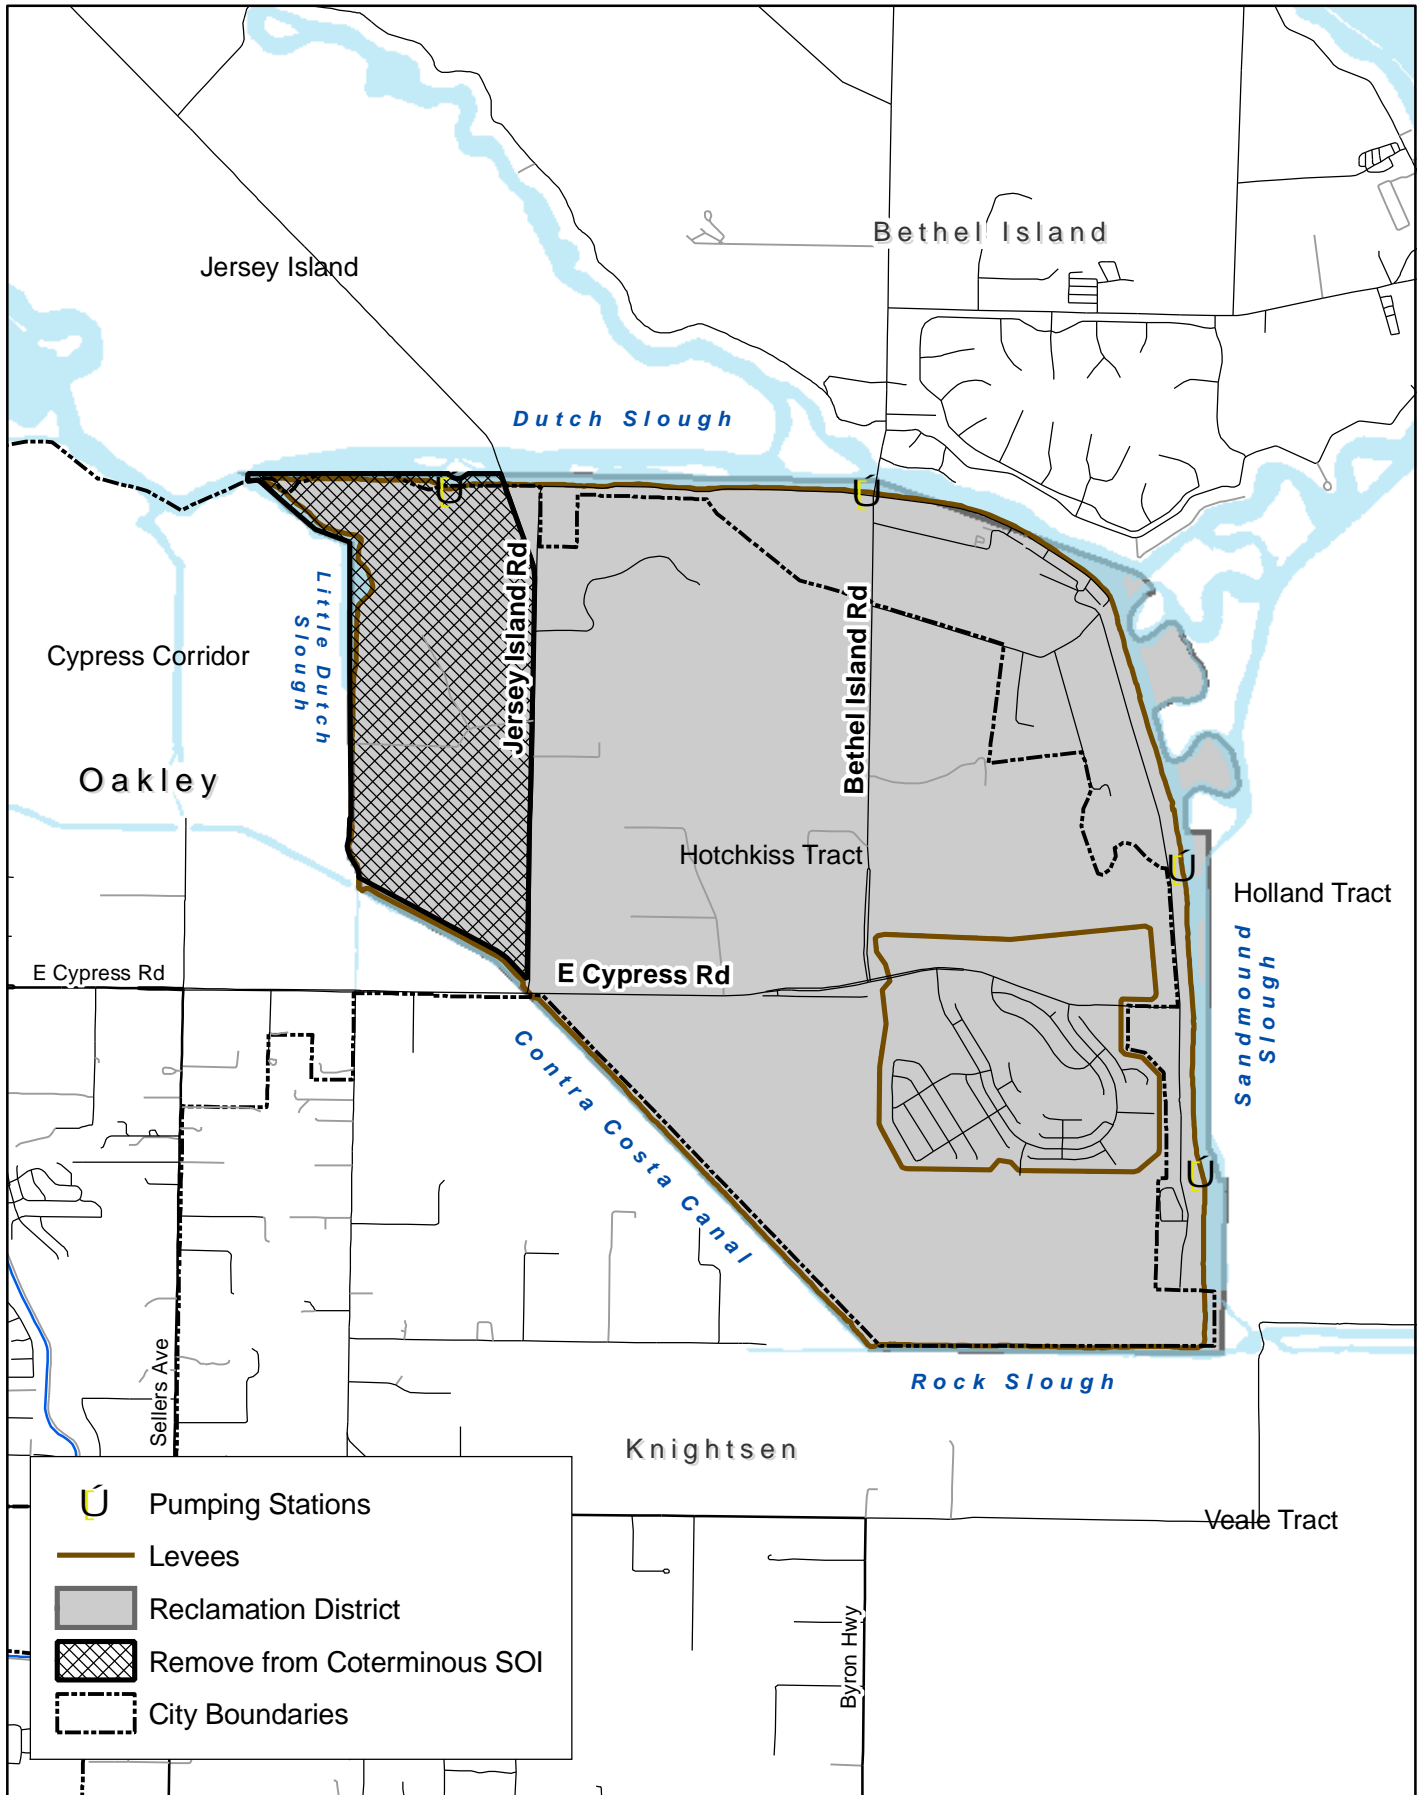 Bethel Island
Jersey Island
Dutch Slough
Ú
Ú
Jersey Island Rd
Little Dutch
Slough
Bethel Island Rd
Cypress Corridor
Oakley
Hotchkiss Tract
Ú
Holland Tract
Sandmound
Slough
E Cypress Rd
E Cypress Rd
Contra Costa Canal
Ú
Sellers Ave
Rock Slough
Knightsen
Veale Tract
Byron Hwy
Ú Pumping Stations
Levees
Reclamation District
Remove from Coterminous SOI
City Boundaries